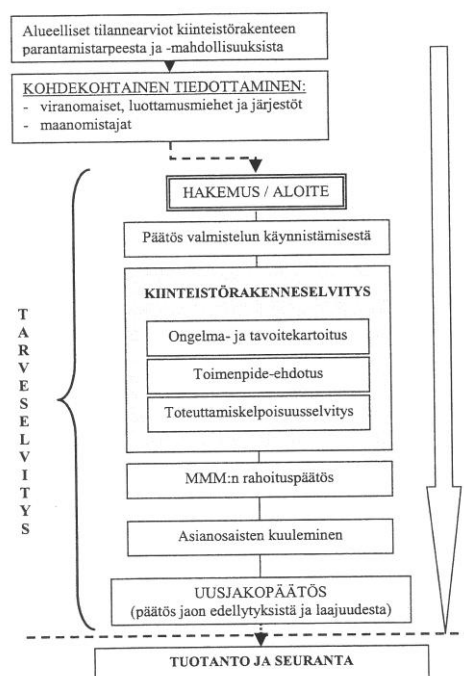 Alueelliset tilannearviot kiinteistörakenteen
parantamistarpeesta ja -mahdollisuuksista
KOHDEKOHTAINEN TIEDOTTAMINEN:
- viranomaiset, luottamusmiehet ja järjestöt
- maanomistajat
HAKEMUS / ALOITE
Päätös valmistelun käynnistämisestä
KIINTEISTÖRAKENNESELVITYS
Ongelma- ja tavoitekartoitus
Toimenpide-ehdotus
Toteuttamiskelpoisuusselvitys
MMM:n rahoituspäätös
Asianosaisten kuuleminen
UUSJAKOPÄÄTÖS
(päätös jaon edellytyksistä ja laajuudesta)
TUOTANTO JA SEURANTA
T
A
R
V
E
S
E
L
V
I
T
Y
S